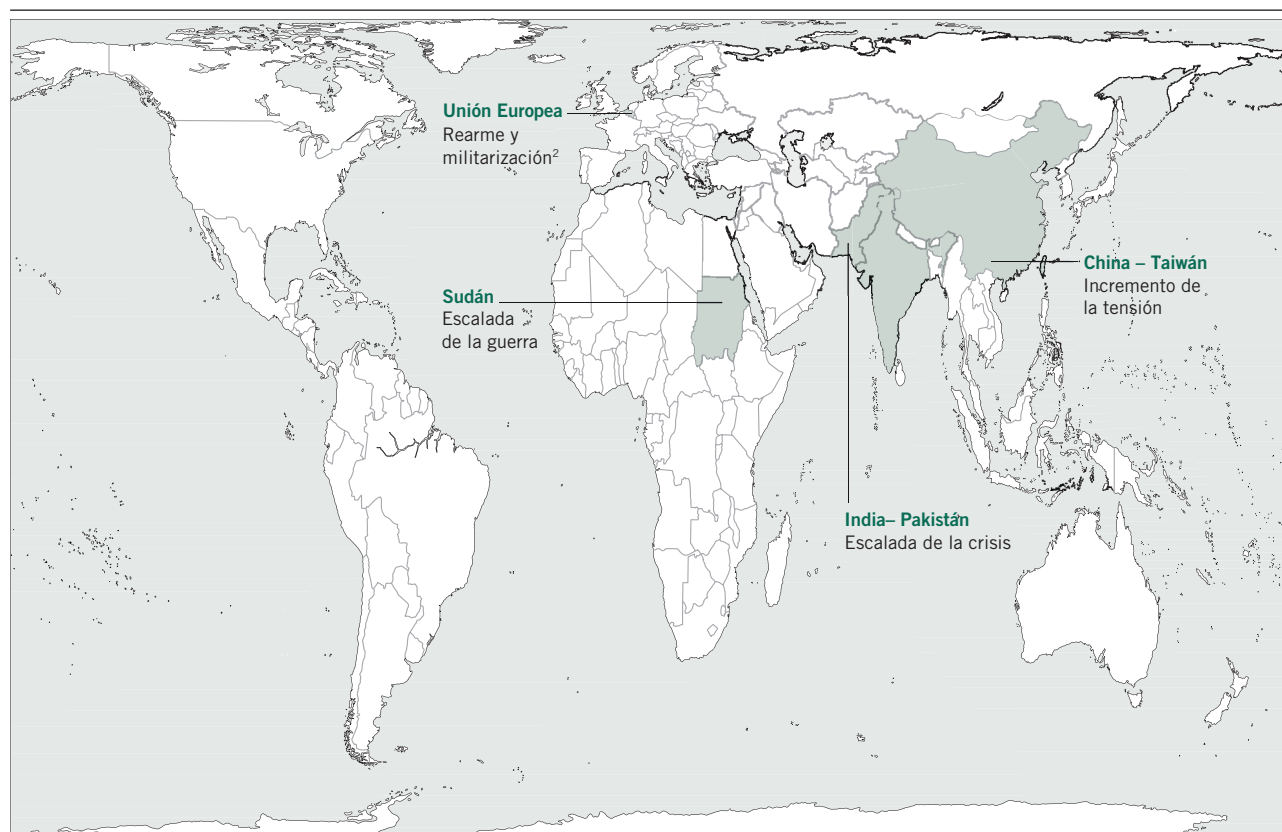 Unión Europea
Rearme y
militarización²
Sudán
Escalada
de la guerra
China – Taiwán
Incremento de
la tensión
India– Pakistán
Escalada de la crisis